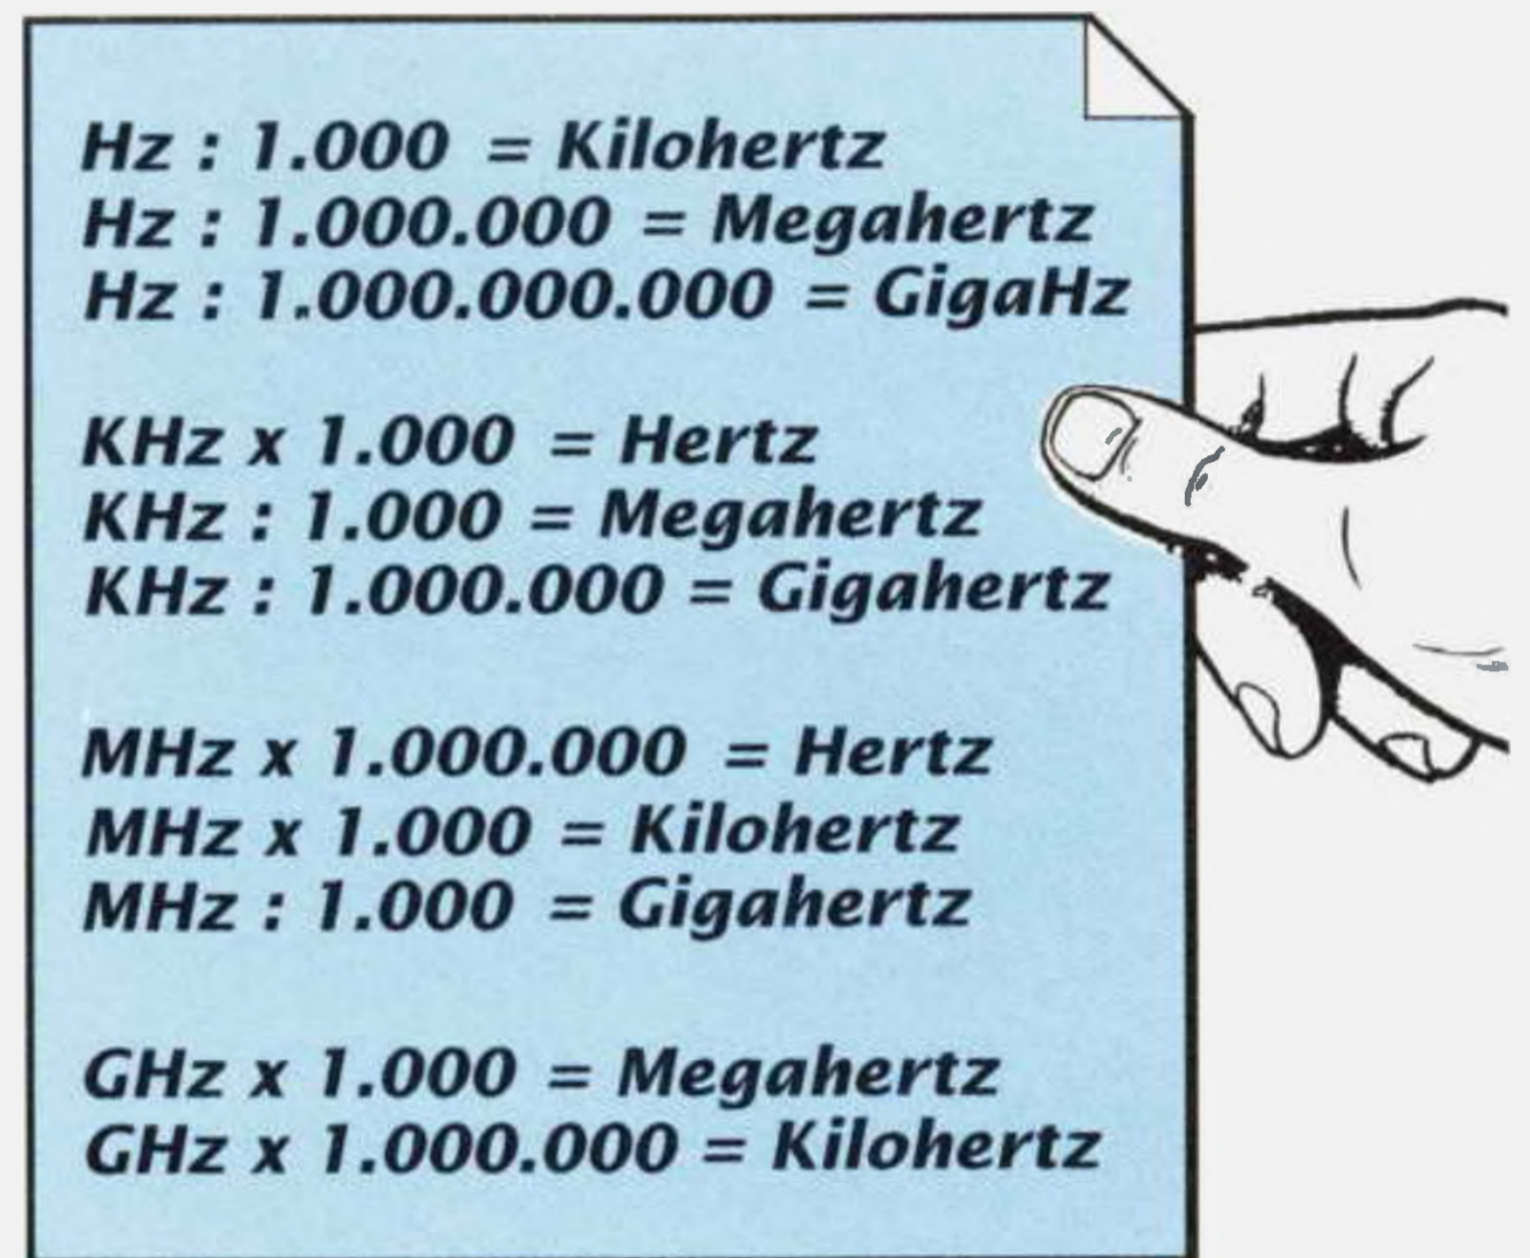 Hz : 1.000 = Kilohertz
Hz : 1.000.000 = Megahertz
Hz : 1.000.000.000 = GigaHz
KHz x 1.000 = Hertz
KHz : 1.000 = Megahertz
KHz : 1.000.000 = Gigahertz
MHz x 1.000.000 = Hertz
MHz x 1.000 = Kilohertz
MHz : 1.000 = Gigahertz
GHz x 1.000 = Megahertz
GHz x 1.000.000 = Kilohertz